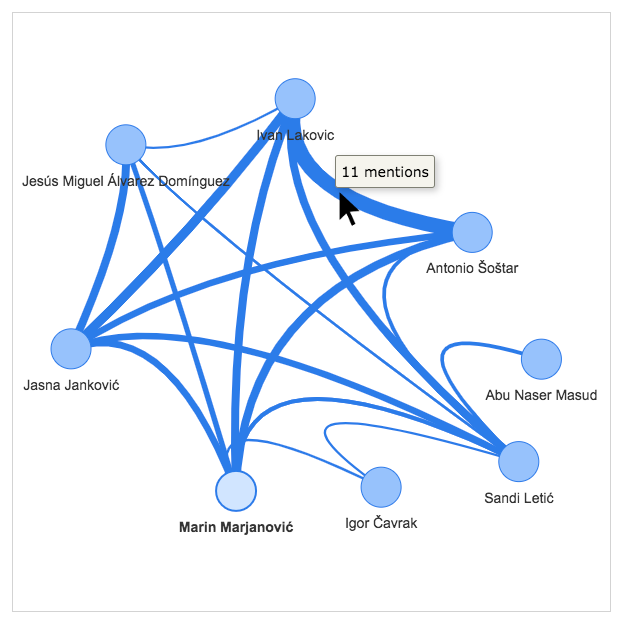 Ivan Lakovic
11 mentions
Jesús Miguel Álvarez Domínguez
Antonio Šoštar
Jasna Janković
Abu Naser Masud
Sandi Letić
Igor Čavrak
Marin Marjanović